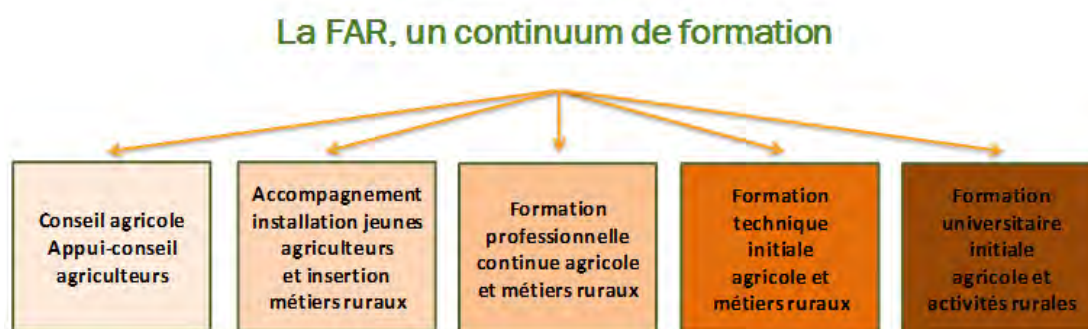 La FAR, un continuum de formation
Conseil agricole
Appui-conseil
agriculteurs
Accompagnement
installation jeunes
agriculteurs
et insertion
métiers ruraux
Formation
professionnelle
continue agricole
et métiers ruraux
Formation
technique
initiale
agricole et
métiers ruraux
Formation
universitaire
initiale
agricole et
activités rurales